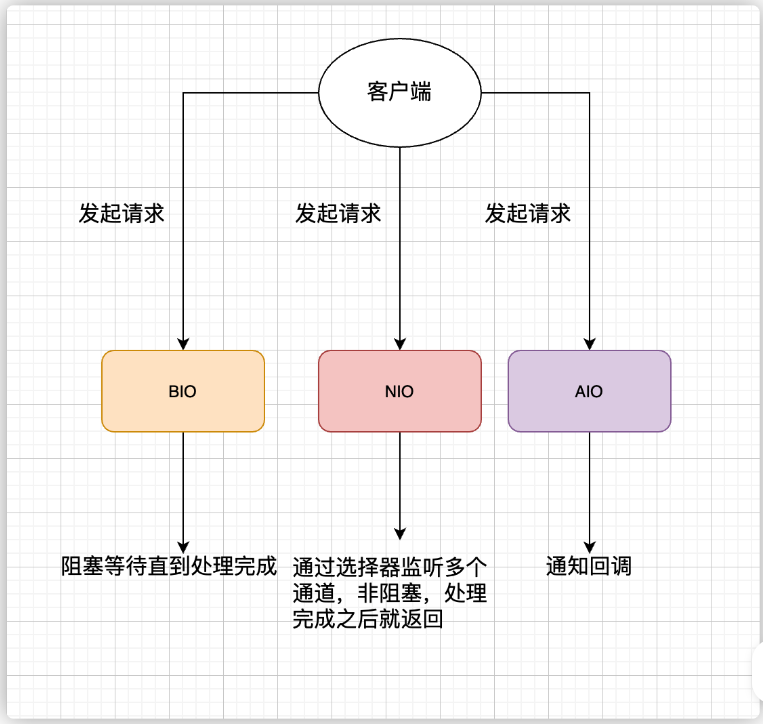 客户端
发起请求
发起请求
发起请求
BIO
NIO
AIO
阻塞等待直到处理完成
通过选择器监听多个
通道，非阻塞，处理
完成之后就返回
通知回调